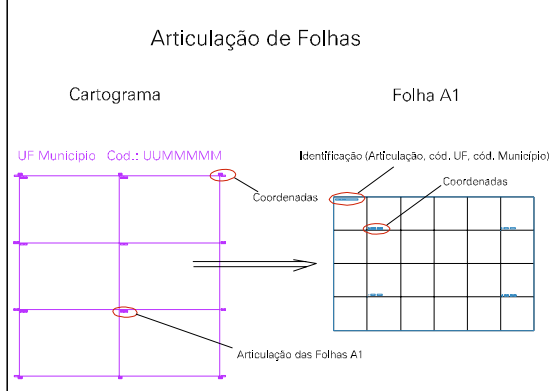 Articulação de Folhas
Cartograma
Folha A1
UF Municipio Cod.: UUMMMMM
Identificação (Articulação, cód. UF, cód. Município)
Coordenadas
Coordenadas
Articulação das Folhas A1